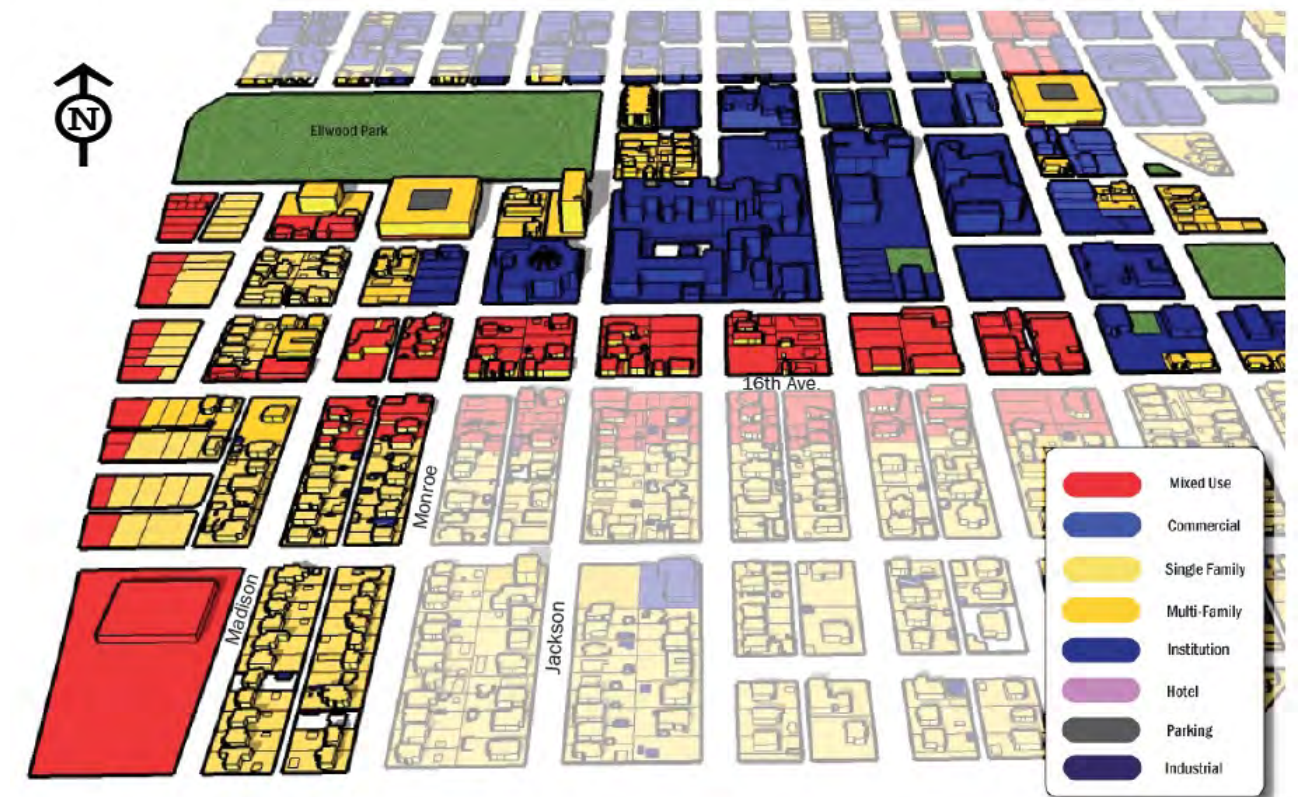 N
Ellwood Park
16th Ave.
Monroe
Madison
Jackson
Mixed Use
Commercial
Single Family
Multi-Family
Institution
Hotel
Parking
Industrial